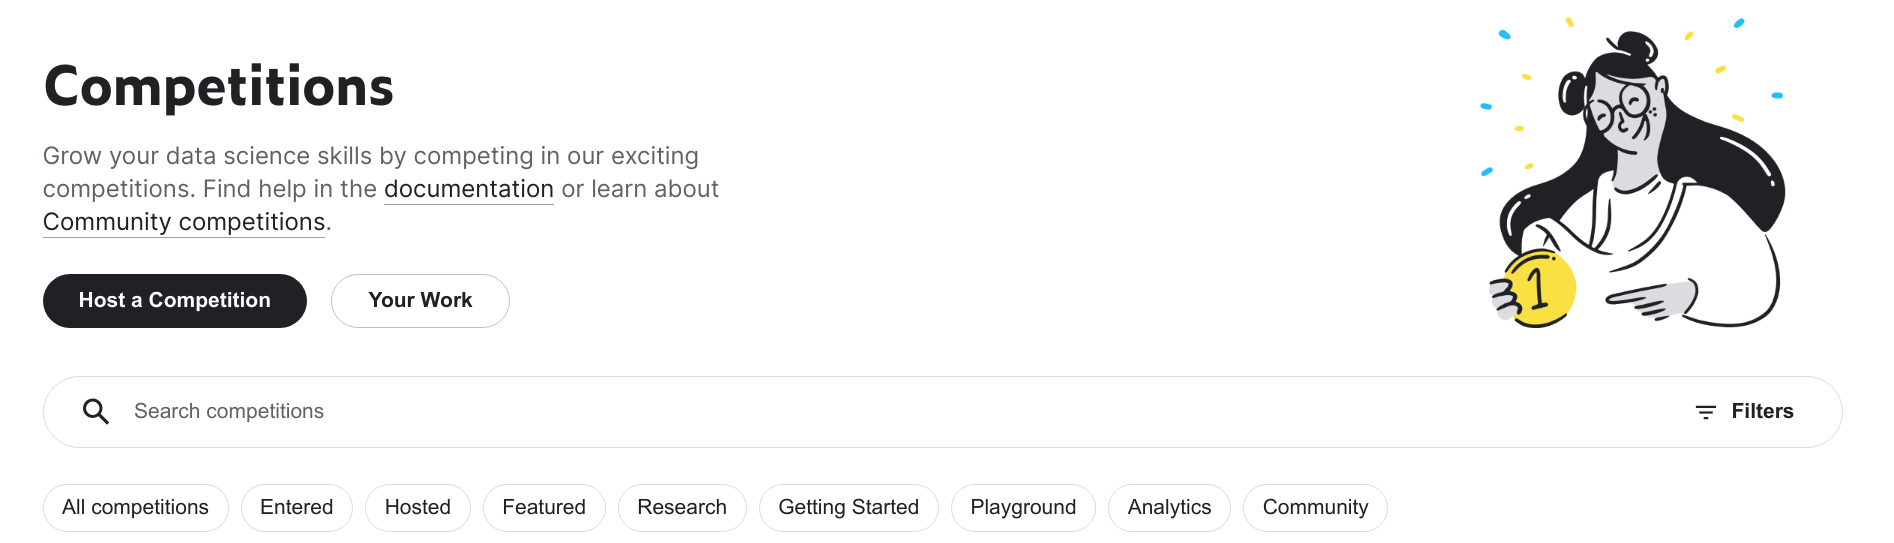 Competitions
Grow your data science skills by competing in our exciting
competitions. Find help in the documentation or learn about
Community competitions.
Host a Competition
Your Work
1
Search competitions
Filters
All competitions
Entered
Hosted
Featured
Research
Getting Started
Playground
Analytics
Community